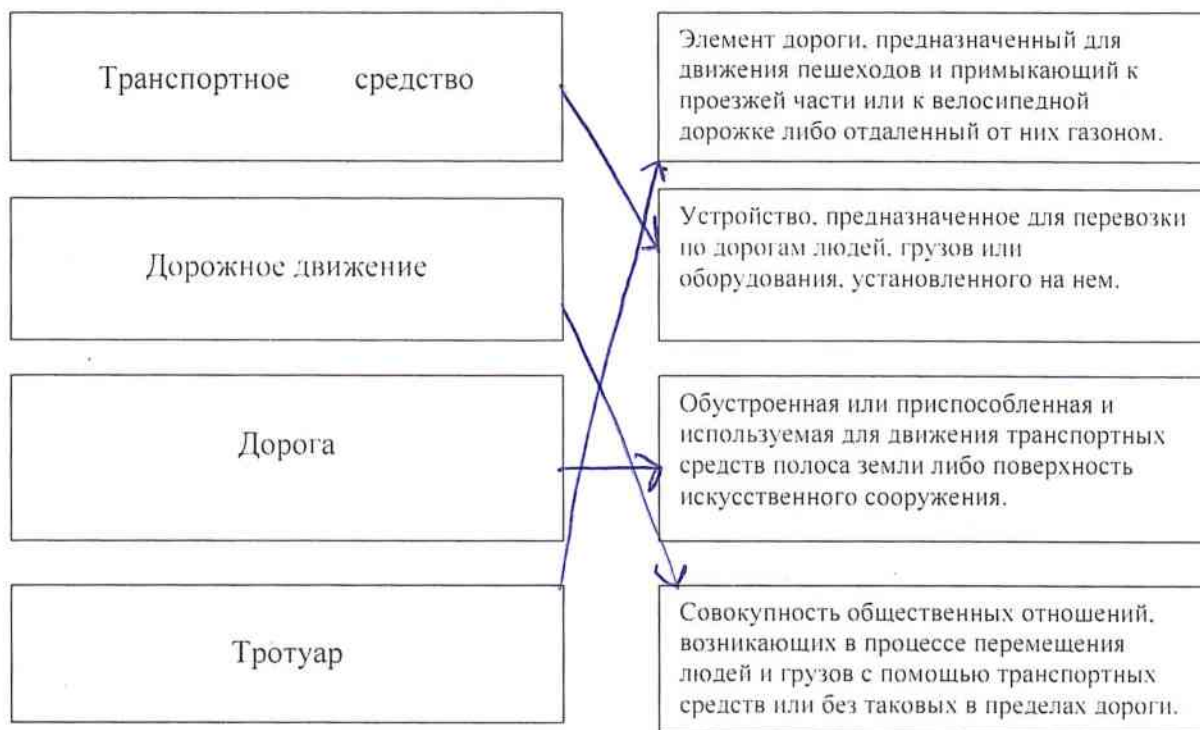 Транспортное средство
Элемент дороги, предназначенный для
движения пешеходов и примыкающий к
проезжей части или к велосипедной
дорожке либо отдаленный от них газоном.
Дорожное движение
Устройство, предназначенное для перевозки
по дорогам людей, грузов или
оборудования, установленного на нем.
Дорога
Обустроенная или приспособленная и
используемая для движения транспортных
средств полоса земли либо поверхность
искусственного сооружения.
Тротуар
Совокупность общественных отношений,
возникающих в процессе перемещения
людей и грузов с помощью транспортных
средств или без таковых в пределах дороги.